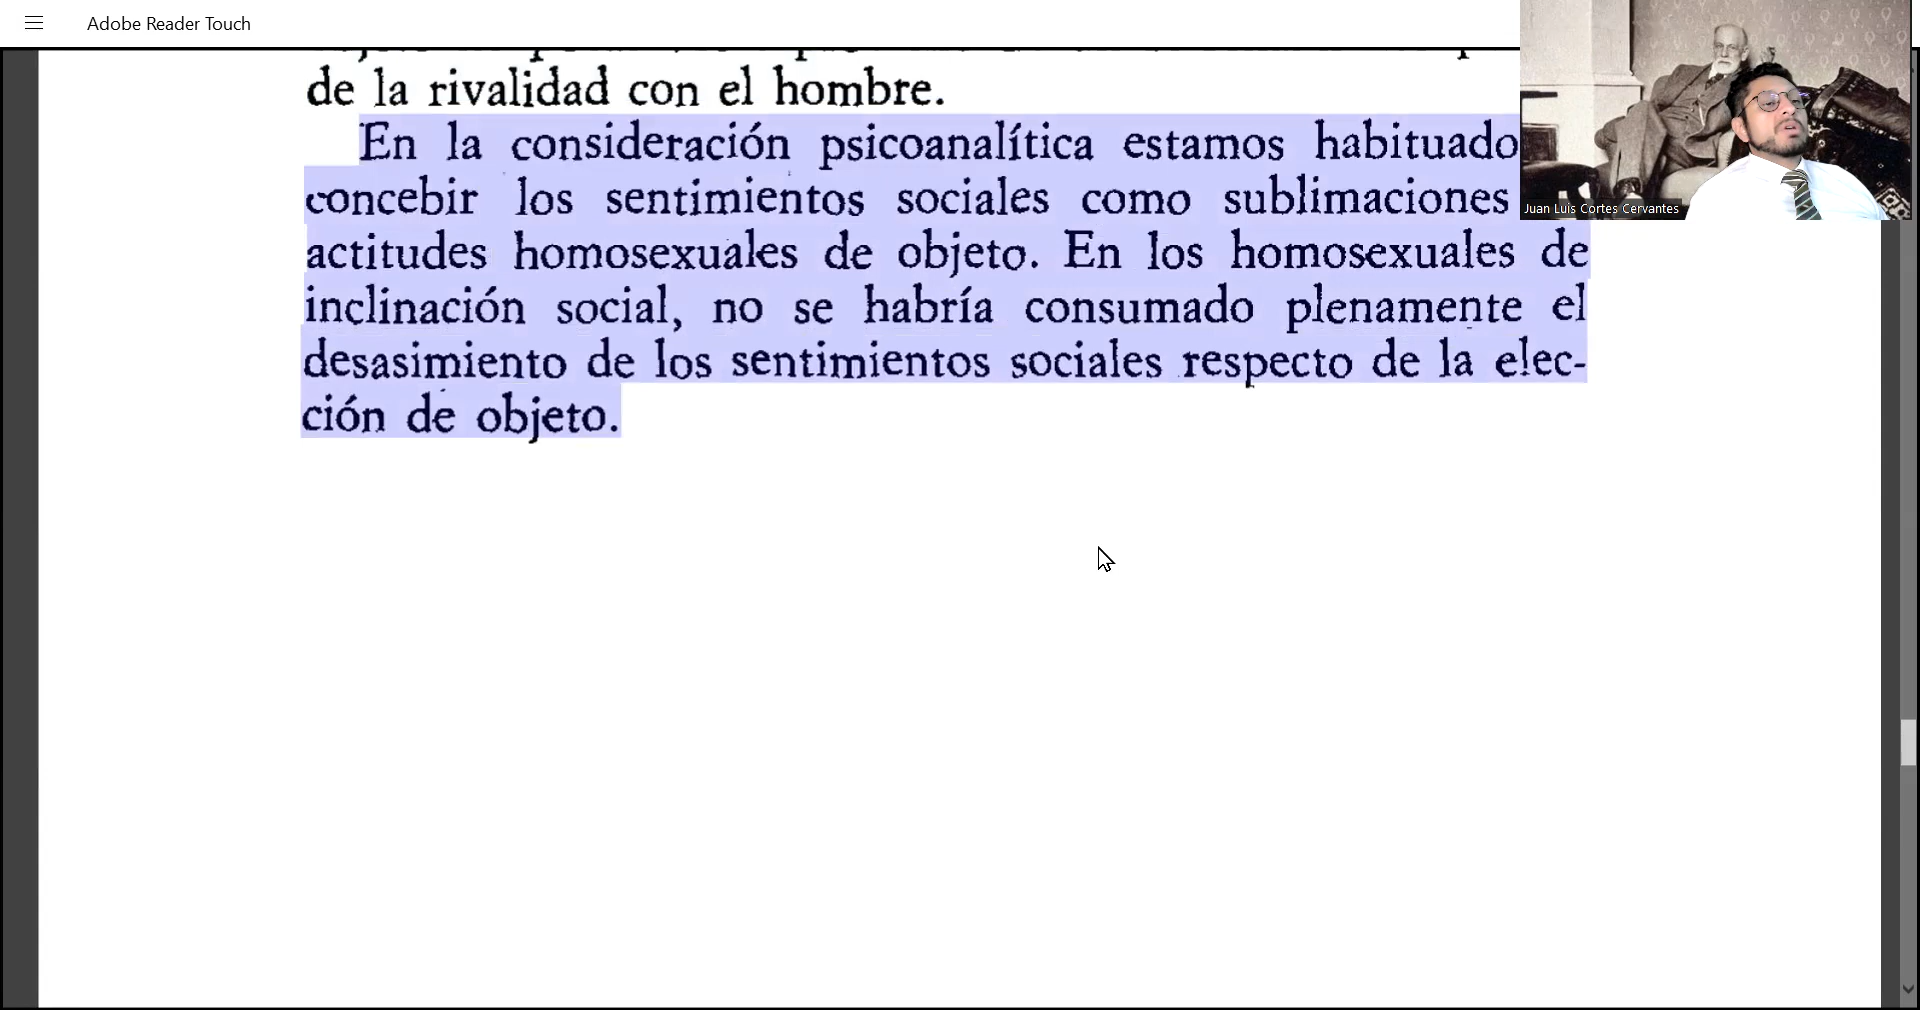 Adobe Reader Touch
de la rivalidad con el hombre.
En la consideración psicoanalítica estamos habituado
concebir los sentimientos sociales como sublimaciones
actitudes homosexuales de objeto. En los homosexuales de
inclinación social, no se habría consumado plenamente el
desasimiento de los sentimientos sociales respecto de la elec-
ción de objeto.
Juan Luis Cortes Cervantes